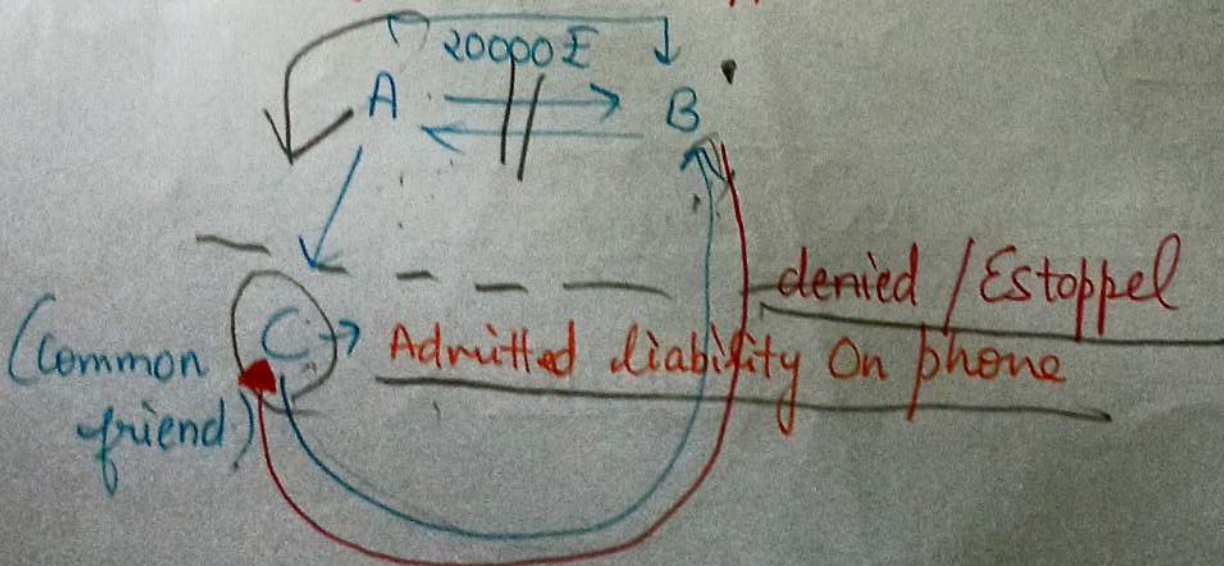 20000 £
A B
denied / Estoppel
(Common C → Admitted liability On phone
friend)